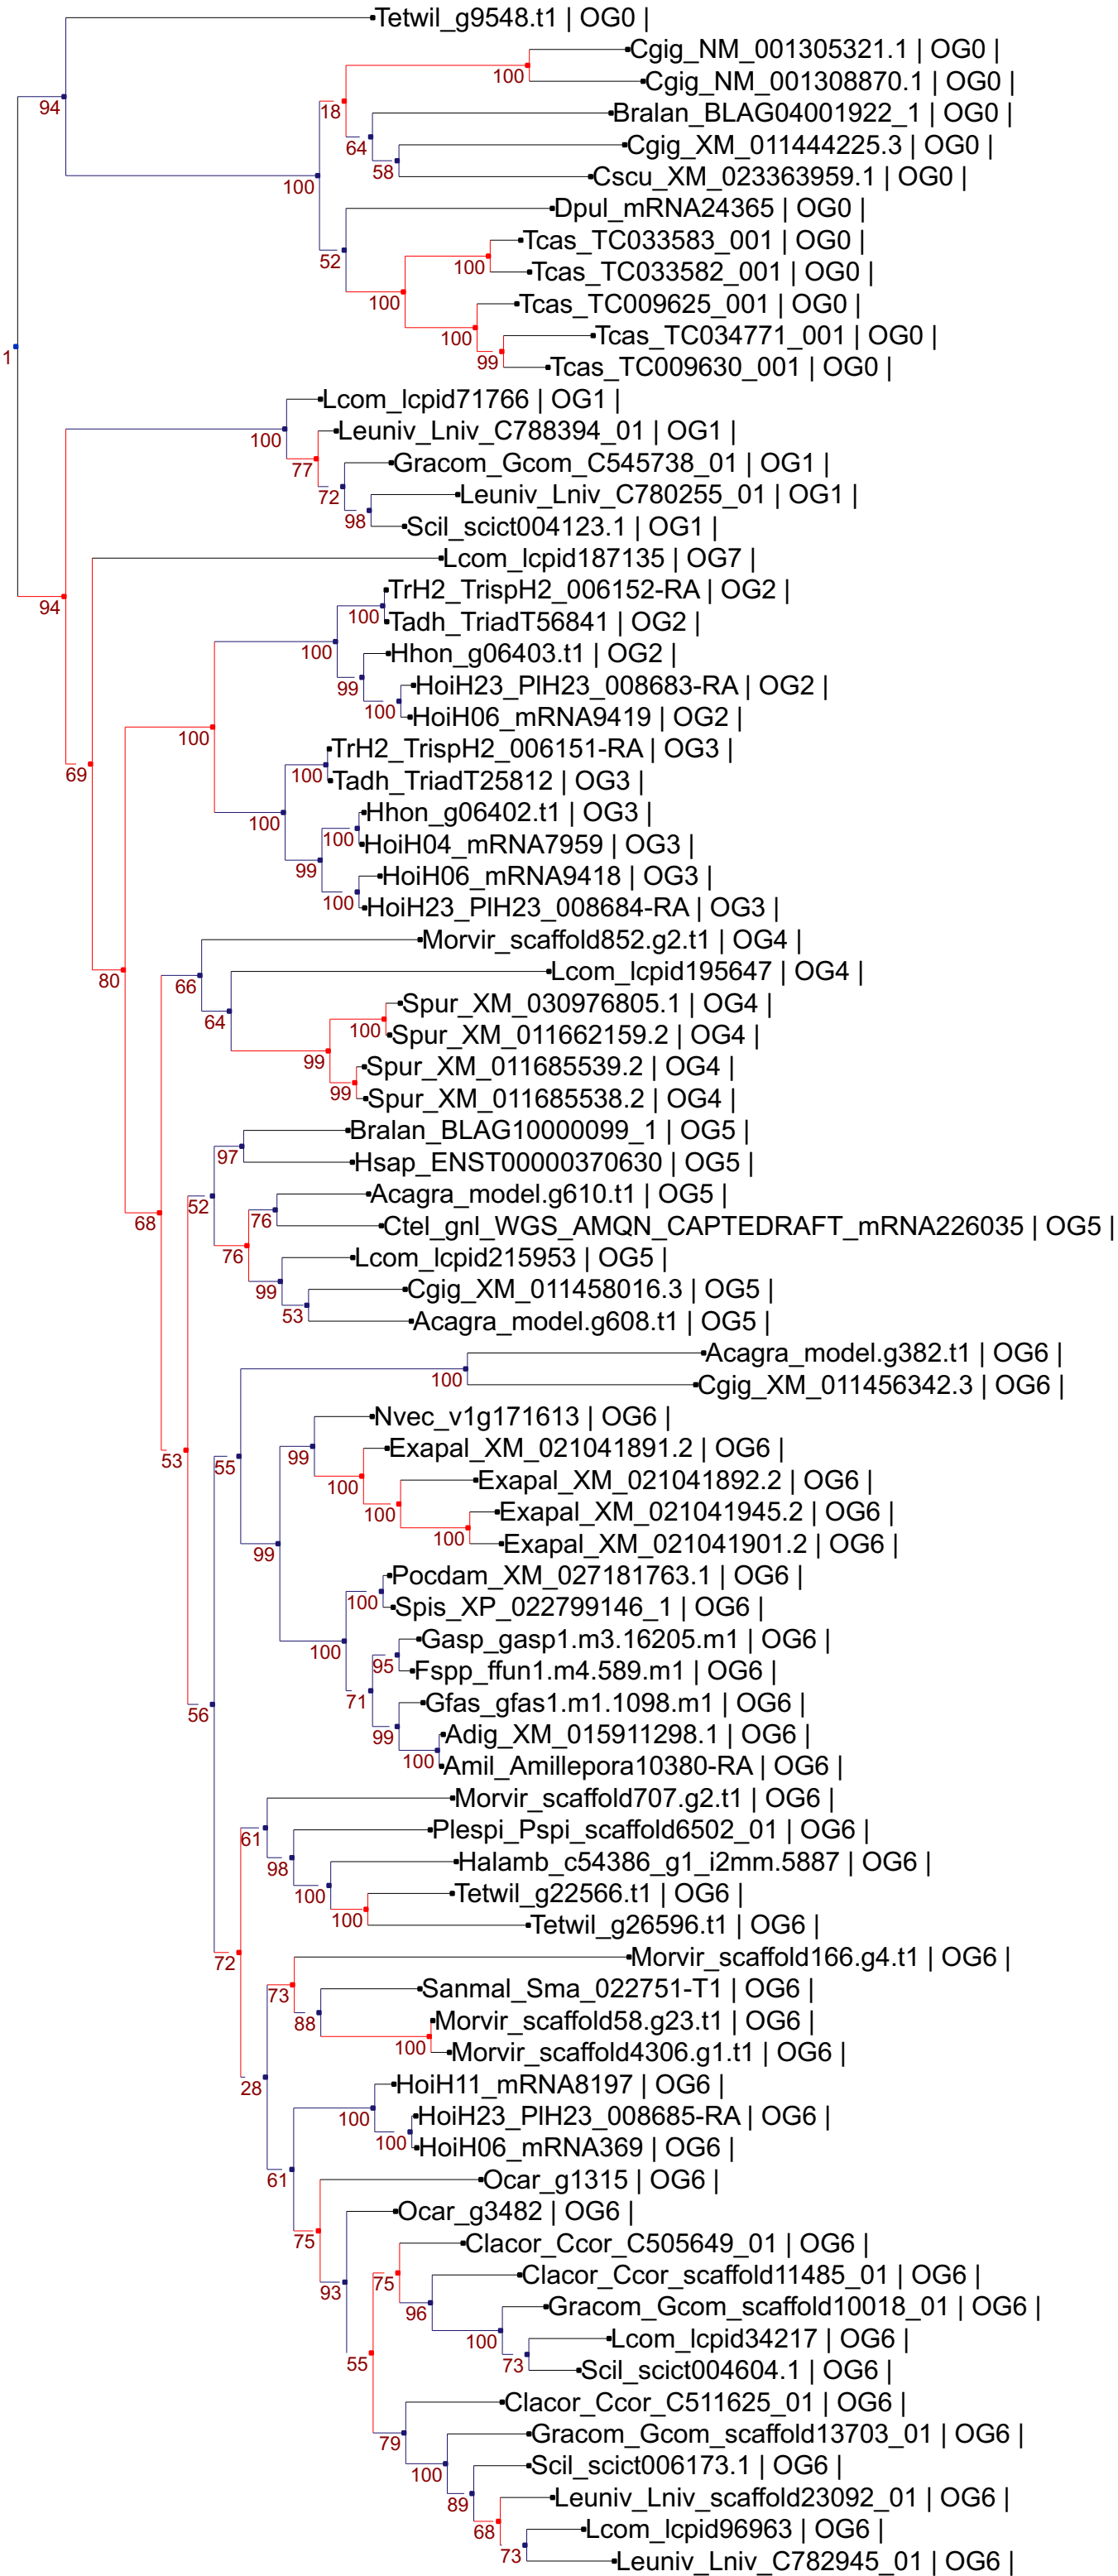 Tetwil_g9548.t1 | OG0 |
Cgig_NM_001305321.1 | OG0 |
100
Cgig_NM_001308870.1 | OG0 |
94
18
Bralan_BLAG04001922_1 | OG0 |
64
Cgig_XM_011444225.3 | OG0 |
58
100
Cscu_XM_023363959.1 | OG0 |
Dpul_mRNA24365 | OG0 |
Tcas_TC033583_001 | OG0 |
52
100
Tcas_TC033582_001 | OG0 |
100
Tcas_TC009625_001 | OG0 |
100
Tcas_TC034771_001 | OG0 |
1
99
Tcas_TC009630_001 | OG0 |
Lcom_lcpid71766 | OG1 |
100
Leuniv_Lniv_C788394_01 | OG1 |
77
Gracom_Gcom_C545738_01 | OG1 |
72
Leuniv_Lniv_C780255_01 | OG1 |
98
Scil_scict004123.1 | OG1 |
Lcom_lcpid187135 | OG7 |
94
TrH2_TrispH2_006152-RA | OG2 |
100
Tadh_TriadT56841 | OG2 |
100
Hhon_g06403.t1 | OG2 |
99
HoiH23_PlH23_008683-RA | OG2 |
100
HoiH06_mRNA9419 | OG2 |
100
TrH2_TrispH2_006151-RA | OG3 |
69
100
Tadh_TriadT25812 | OG3 |
100
Hhon_g06402.t1 | OG3 |
100
HoiH04_mRNA7959 | OG3 |
99
HoiH06_mRNA9418 | OG3 |
100
HoiH23_PlH23_008684-RA | OG3 |
Morvir_scaffold852.g2.t1 | OG4 |
80
66
Lcom_lcpid195647 | OG4 |
64
Spur_XM_030976805.1 | OG4 |
100
Spur_XM_011662159.2 | OG4 |
99
Spur_XM_011685539.2 | OG4 |
99
Spur_XM_011685538.2 | OG4 |
Bralan_BLAG10000099_1 | OG5 |
97
Hsap_ENST00000370630 | OG5 |
52
Acagra_model.g610.t1 | OG5 |
68
76
Ctel_gnl_WGS_AMQN_CAPTEDRAFT_mRNA226035 | OG5 |
76
Lcom_lcpid215953 | OG5 |
99
Cgig_XM_011458016.3 | OG5 |
53
Acagra_model.g608.t1 | OG5 |
Acagra_model.g382.t1 | OG6 |
100
Cgig_XM_011456342.3 | OG6 |
Nvec_v1g171613 | OG6 |
53
55
99
Exapal_XM_021041891.2 | OG6 |
100
Exapal_XM_021041892.2 | OG6 |
100
Exapal_XM_021041945.2 | OG6 |
100
99
Exapal_XM_021041901.2 | OG6 |
Pocdam_XM_027181763.1 | OG6 |
100
Spis_XP_022799146_1 | OG6 |
100
Gasp_gasp1.m3.16205.m1 | OG6 |
95
Fspp_ffun1.m4.589.m1 | OG6 |
56
71
Gfas_gfas1.m1.1098.m1 | OG6 |
99
Adig_XM_015911298.1 | OG6 |
100
Amil_Amillepora10380-RA | OG6 |
Morvir_scaffold707.g2.t1 | OG6 |
61
Plespi_Pspi_scaffold6502_01 | OG6 |
98
Halamb_c54386_g1_i2mm.5887 | OG6 |
100
Tetwil_g22566.t1 | OG6 |
100
Tetwil_g26596.t1 | OG6 |
72
Morvir_scaffold166.g4.t1 | OG6 |
73
Sanmal_Sma_022751-T1 | OG6 |
88
Morvir_scaffold58.g23.t1 | OG6 |
100
Morvir_scaffold4306.g1.t1 | OG6 |
28
HoiH11_mRNA8197 | OG6 |
100
HoiH23_PlH23_008685-RA | OG6 |
100
HoiH06_mRNA369 | OG6 |
61
Ocar_g1315 | OG6 |
75
Ocar_g3482 | OG6 |
Clacor_Ccor_C505649_01 | OG6 |
93
75
Clacor_Ccor_scaffold11485_01 | OG6 |
96
Gracom_Gcom_scaffold10018_01 | OG6 |
100
Lcom_lcpid34217 | OG6 |
55
73
Scil_scict004604.1 | OG6 |
Clacor_Ccor_C511625_01 | OG6 |
79
Gracom_Gcom_scaffold13703_01 | OG6 |
100
Scil_scict006173.1 | OG6 |
89
Leuniv_Lniv_scaffold23092_01 | OG6 |
68
Lcom_lcpid96963 | OG6 |
73
Leuniv_Lniv_C782945_01 | OG6 |